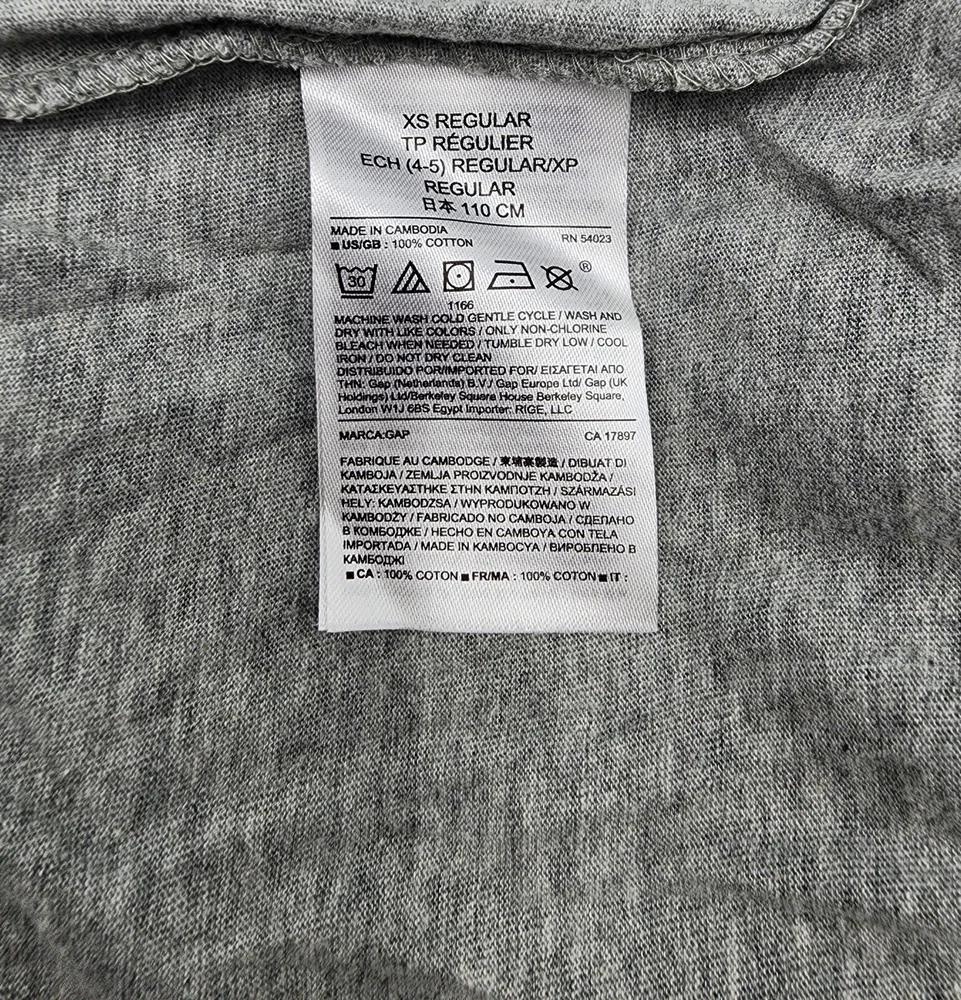 XS REGULAR
TP RÉGULIER
ECH (4-5) REGULAR/XP
REGULAR
日本 110 CM
MADE IN CAMBODIA
■ US/GB : 100% COTTON RN 54023
30
®
1166
MACHINE WASH COLD GENTLE CYCLE / WASH AND
DRY WITH LIKE COLORS / ONLY NON-CHLORINE
BLEACH WHEN NEEDED / TUMBLE DRY LOW / COOL
IRON / DO NOT DRY CLEAN
DISTRIBUIDO POR/IMPORTED FOR/ ΕΙΣΑΓΕΤΑΙ ΑΠΟ
ΤΗΝ: Gap (Netherlands) B.V./ Gap Europe Ltd/ Gap (UK
Holdings) Ltd/Berkeley Square House Berkeley Square,
London W1J 6BS Egypt Importer: RIGE, LLC
MARCA:GAP CA 17897
FABRIQUE AU CAMBODGE / 柬埔寨製造 / DIBUAT DI
KAMBOJA / ZEMLJA PROIZVODNJE KAMBODŽA /
ΚΑΤΑΣΚΕΥΑΣΤΗΚΕ ΣΤΗΝ ΚΑΜΠΟΤΖΗ / SZÁRMAZÁSI
HELY: KAMBODZSA / WYPRODUKOWANO W
KAMBODŻY / FABRICADO NO CAMBOJA / СДЕЛАНО
В КОМБОДЖЕ / HECHO EN CAMBOYA CON TELA
IMPORTADA / MADE IN KAMBOCYA / ВИРОБЛЕНО В
КАМБОДЖІ
■ CA : 100% COTON ■ FR/MA : 100% COTON ■ IT :